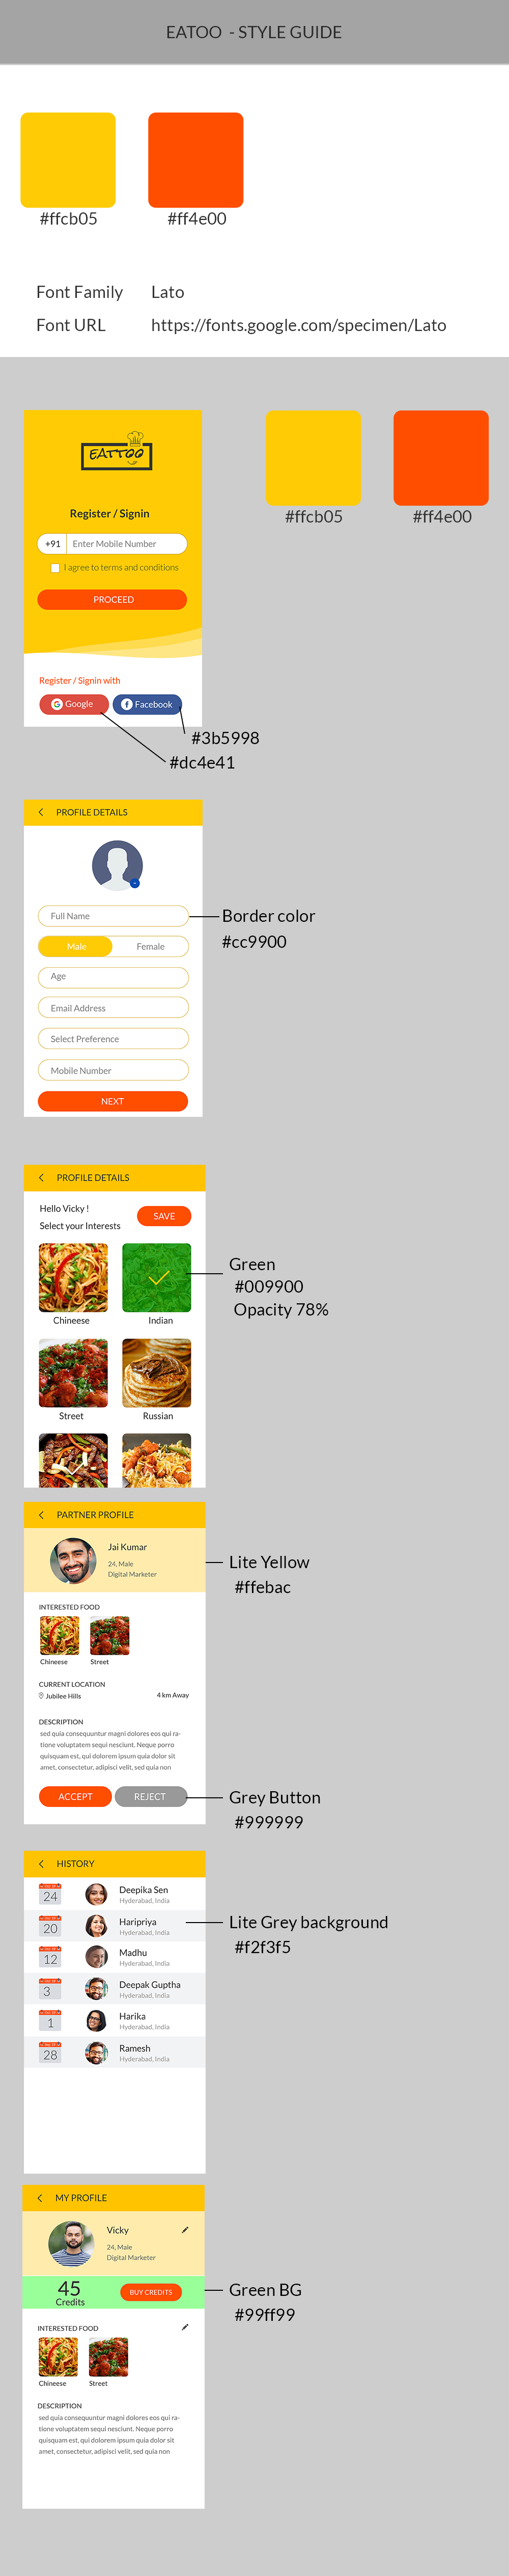 EATOO - STYLE GUIDE
#ffcb05 #ff4e00
Font Family Lato
Font URL https://fonts.google.com/specimen/Lato
#ffcb05 #ff4e00
EATTOO
Register / Signin
+91 Enter Mobile Number
I agree to terms and conditions
PROCEED
Register / Signin with
Google Facebook
#3b5998
#dc4e41
PROFILE DETAILS
Full Name
Border color
#cc9900
Male Female
Age
Email Address
Select Preference
Mobile Number
NEXT
PROFILE DETAILS
Hello Vicky !
Select your Interests
SAVE
Green
#009900
Opacity 78%
Chineese Indian
Street Russian
PARTNER PROFILE
Jai Kumar
24, Male
Digital Marketer
Lite Yellow
#ffebac
INTERESTED FOOD
Chineese Street
CURRENT LOCATION
Jubilee Hills 4 km Away
DESCRIPTION
sed quia consequuntur magni dolores eos qui ra-
tione voluptatem sequi nesciunt. Neque porro
quisquam est, qui dolorem ipsum quia dolor sit
amet, consectetur, adipisci velit, sed quia non
ACCEPT REJECT
Grey Button
#999999
HISTORY
24 Deepika Sen
Hyderabad, India
20 Haripriya
Hyderabad, India
Lite Grey background
#f2f3f5
12 Madhu
Hyderabad, India
3 Deepak Guptha
Hyderabad, India
1 Harika
Hyderabad, India
28 Ramesh
Hyderabad, India
MY PROFILE
Vicky
24, Male
Digital Marketer
45
Credits
BUY CREDITS
Green BG
#99ff99
INTERESTED FOOD
Chineese Street
DESCRIPTION
sed quia consequuntur magni dolores eos qui ra-
tione voluptatem sequi nesciunt. Neque porro
quisquam est, qui dolorem ipsum quia dolor sit
amet, consectetur, adipisci velit, sed quia non